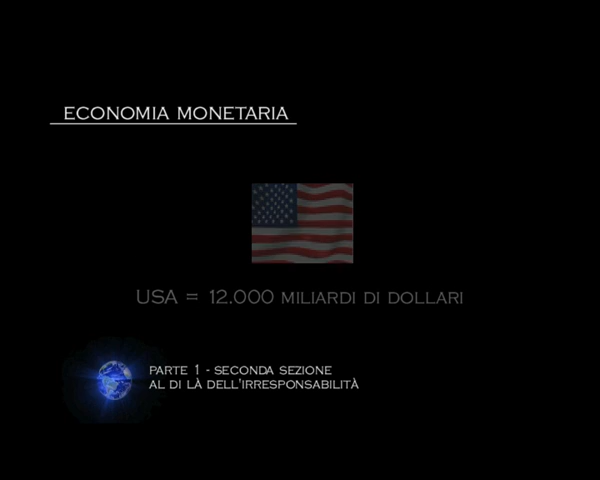 ECONOMIA MONETARIA
USA = 12.000 MILIARDI DI DOLLARI
PARTE 1 - SECONDA SEZIONE
AL DI LÀ DELL'IRRESPONSABILITÀ